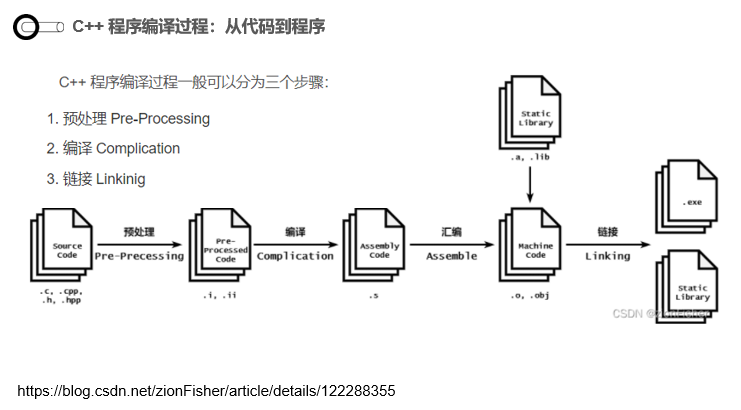 C++ 程序编译过程：从代码到程序
C++ 程序编译过程一般可以分为三个步骤：
1. 预处理 Pre-Processing
2. 编译 Complication
3. 链接 Linkinig
Static
Library
.a, .lib
Source
Code
.c, .cpp,
.h, .hpp
预处理
Pre-Precessing
Pre-
Processed
Code
.i, .ii
编译
Complication
Assembly
Code
.s
汇编
Assemble
Machine
Code
.o, .obj
链接
Linking
.exe
Static
Library
CSDN @zionFisher
https://blog.csdn.net/zionFisher/article/details/122288355